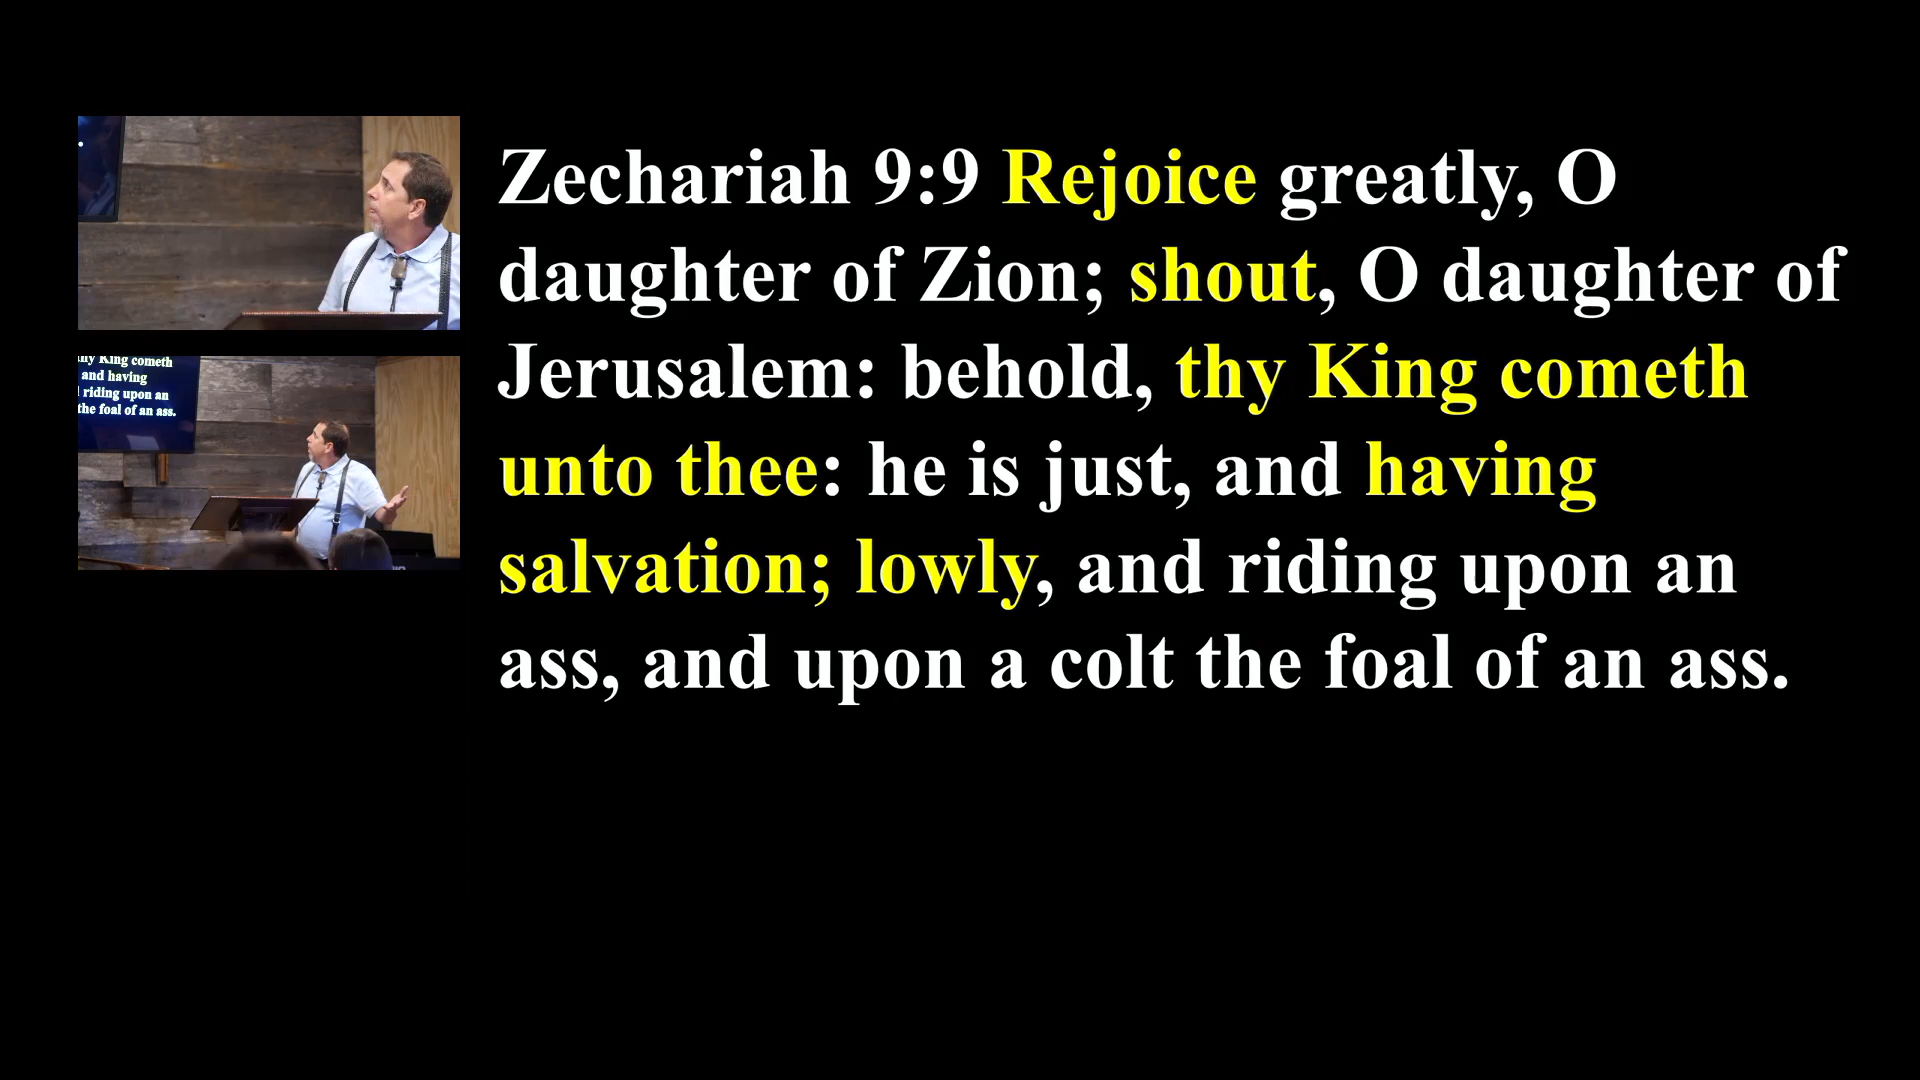 Zechariah 9:9 Rejoice greatly, O
daughter of Zion; shout, O daughter of
Jerusalem: behold, thy King cometh
unto thee: he is just, and having
salvation; lowly, and riding upon an
ass, and upon a colt the foal of an ass.
thy King cometh
and having
riding upon an
the foal of an ass.